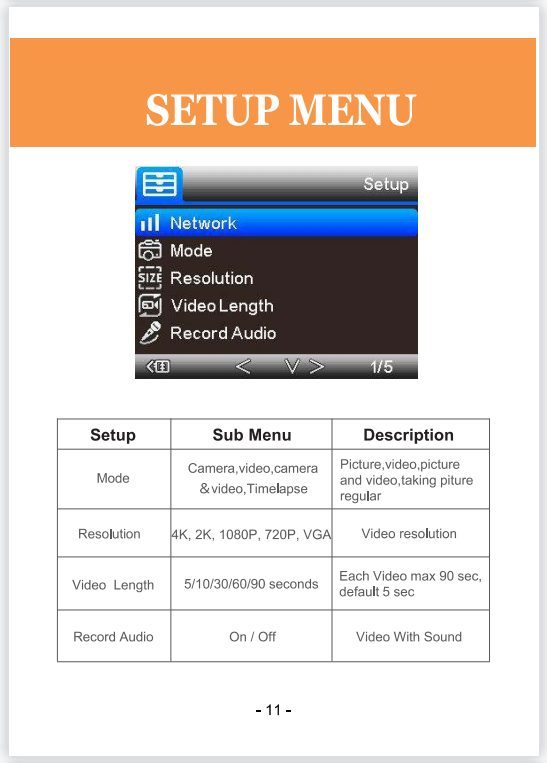 SETUP MENU
Setup
Network
Mode
SIZE Resolution
Video Length
Record Audio
1/5
Setup Sub Menu Description
Mode
Camera,video,camera
&video,Timelapse
Picture,video,picture
and video,taking piture
regular
Resolution 4K, 2K, 1080P, 720P, VGA Video resolution
Video Length 5/10/30/60/90 seconds
Each Video max 90 sec,
default 5 sec
Record Audio On / Off Video With Sound
- 11 -